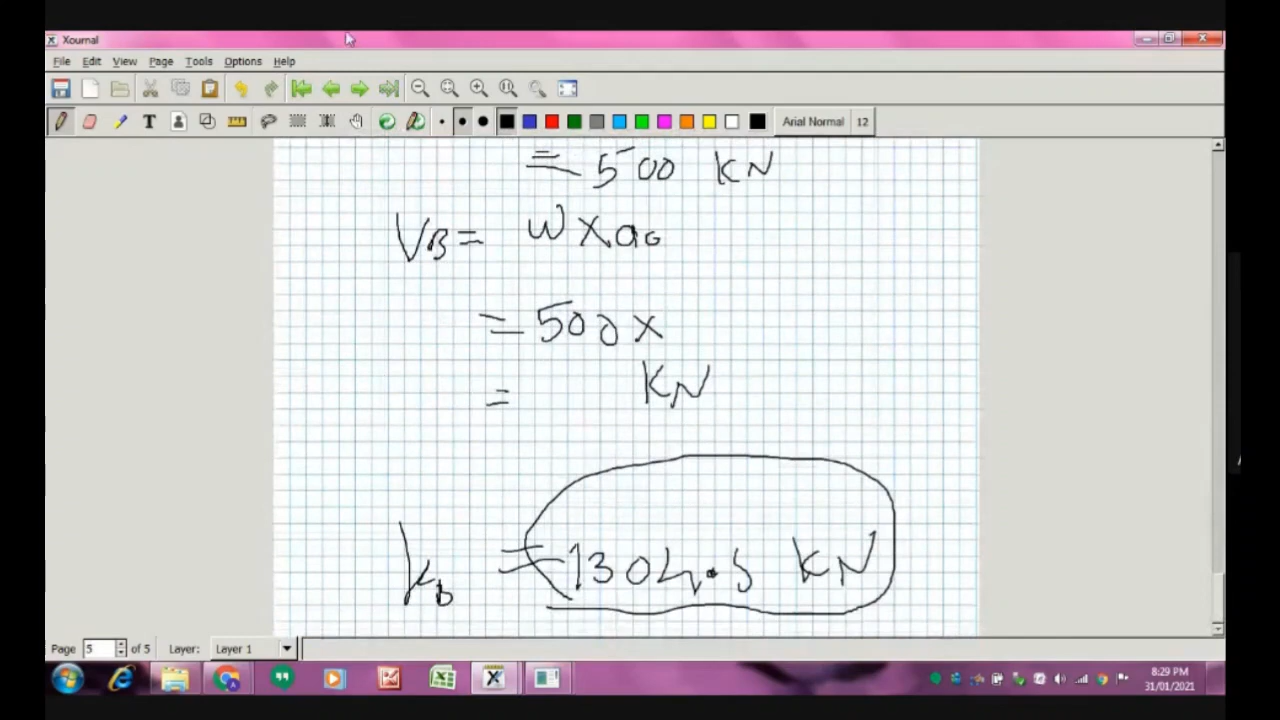 Xournal
File Edit View Page Tools Options Help
Arial Normal 12
= 500 KN
VB = W X a0
= 500 X
= KN
VB = 1304.5 KN
Page 5 of 5 Layer: Layer 1
8:29 PM
31/01/2021